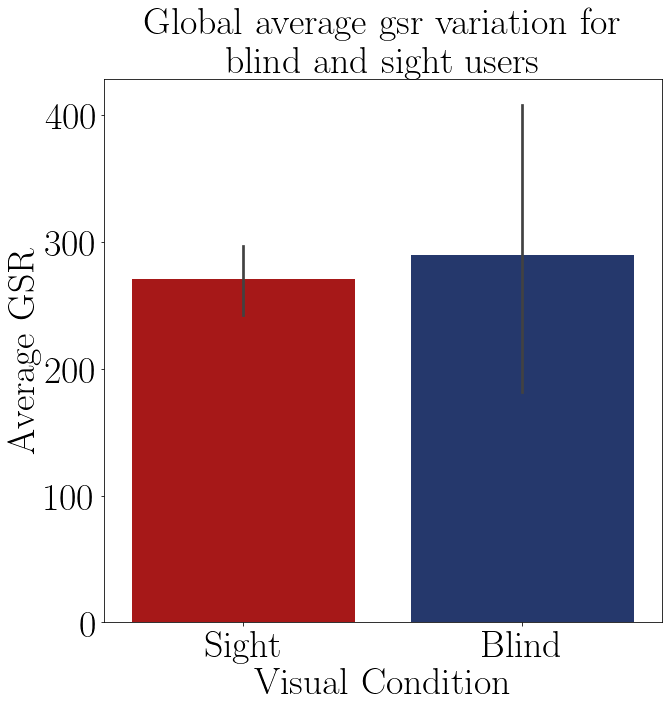 Global average gsr variation for
blind and sight users
400
300
200
100
0
Average GSR
Sight
Blind
Visual Condition